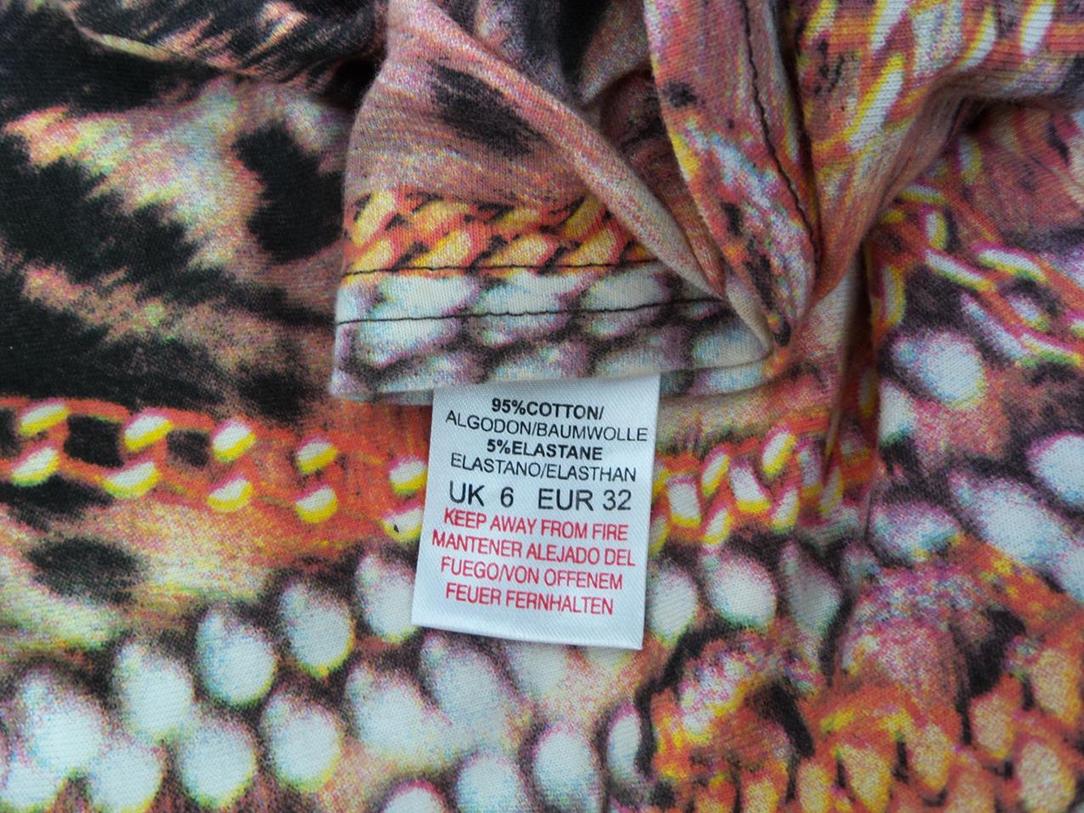 95%COTTON/
ALGODON/BAUMWOLLE
5%ELASTANE
ELASTANO/ELASTHAN
UK 6 EUR 32
KEEP AWAY FROM FIRE
MANTENER ALEJADO DEL
FUEGO/VON OFFENEM
FEUER FERNHALTEN